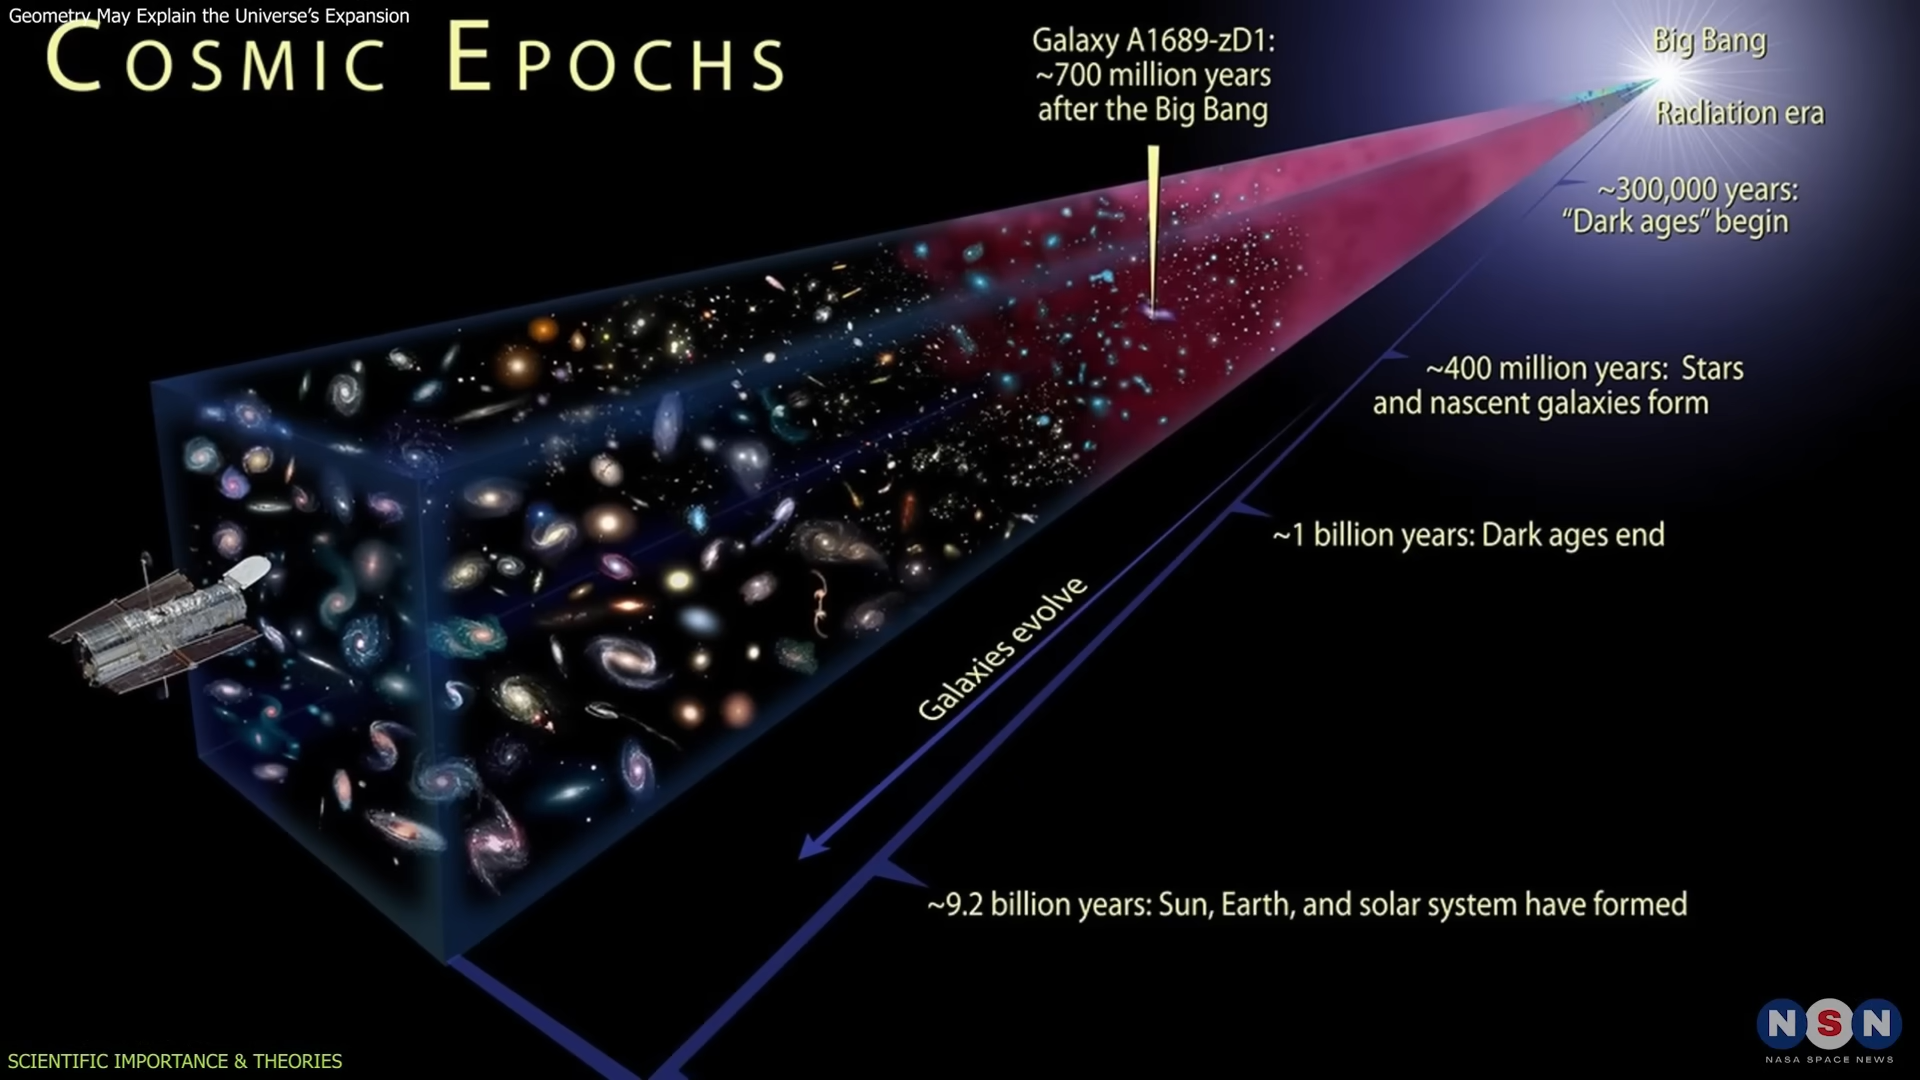 Geometry May Explain the Universe’s Expansion
COSMIC EPOCHS
Galaxy A1689-zD1:
~700 million years
after the Big Bang
Big Bang
Radiation era
~300,000 years:
“Dark ages” begin
~400 million years: Stars
and nascent galaxies form
~1 billion years: Dark ages end
Galaxies evolve
~9.2 billion years: Sun, Earth, and solar system have formed
SCIENTIFIC IMPORTANCE & THEORIES
NSN
NASA SPACE NEWS